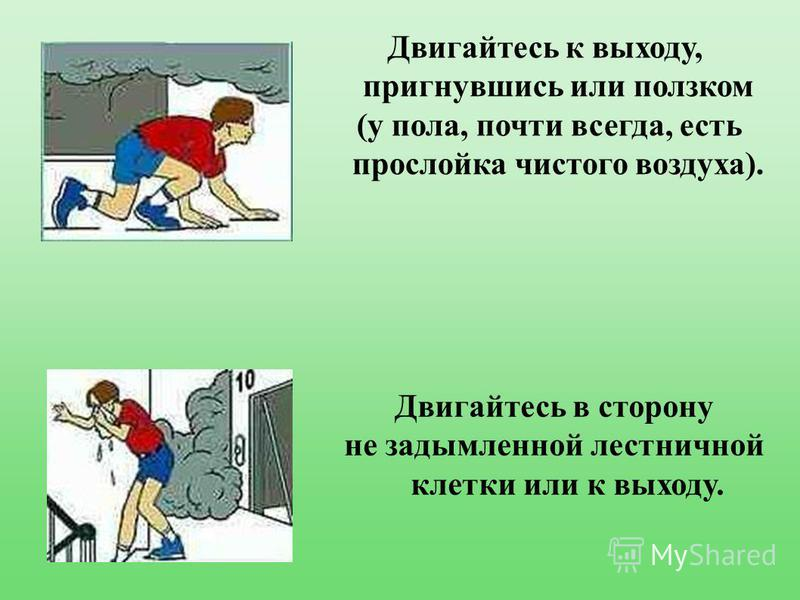 Двигайтесь к выходу,
пригнувшись или ползком
(у пола, почти всегда, есть
прослойка чистого воздуха).
10
Двигайтесь в сторону
не задымленной лестничной
клетки или к выходу.
MyShared